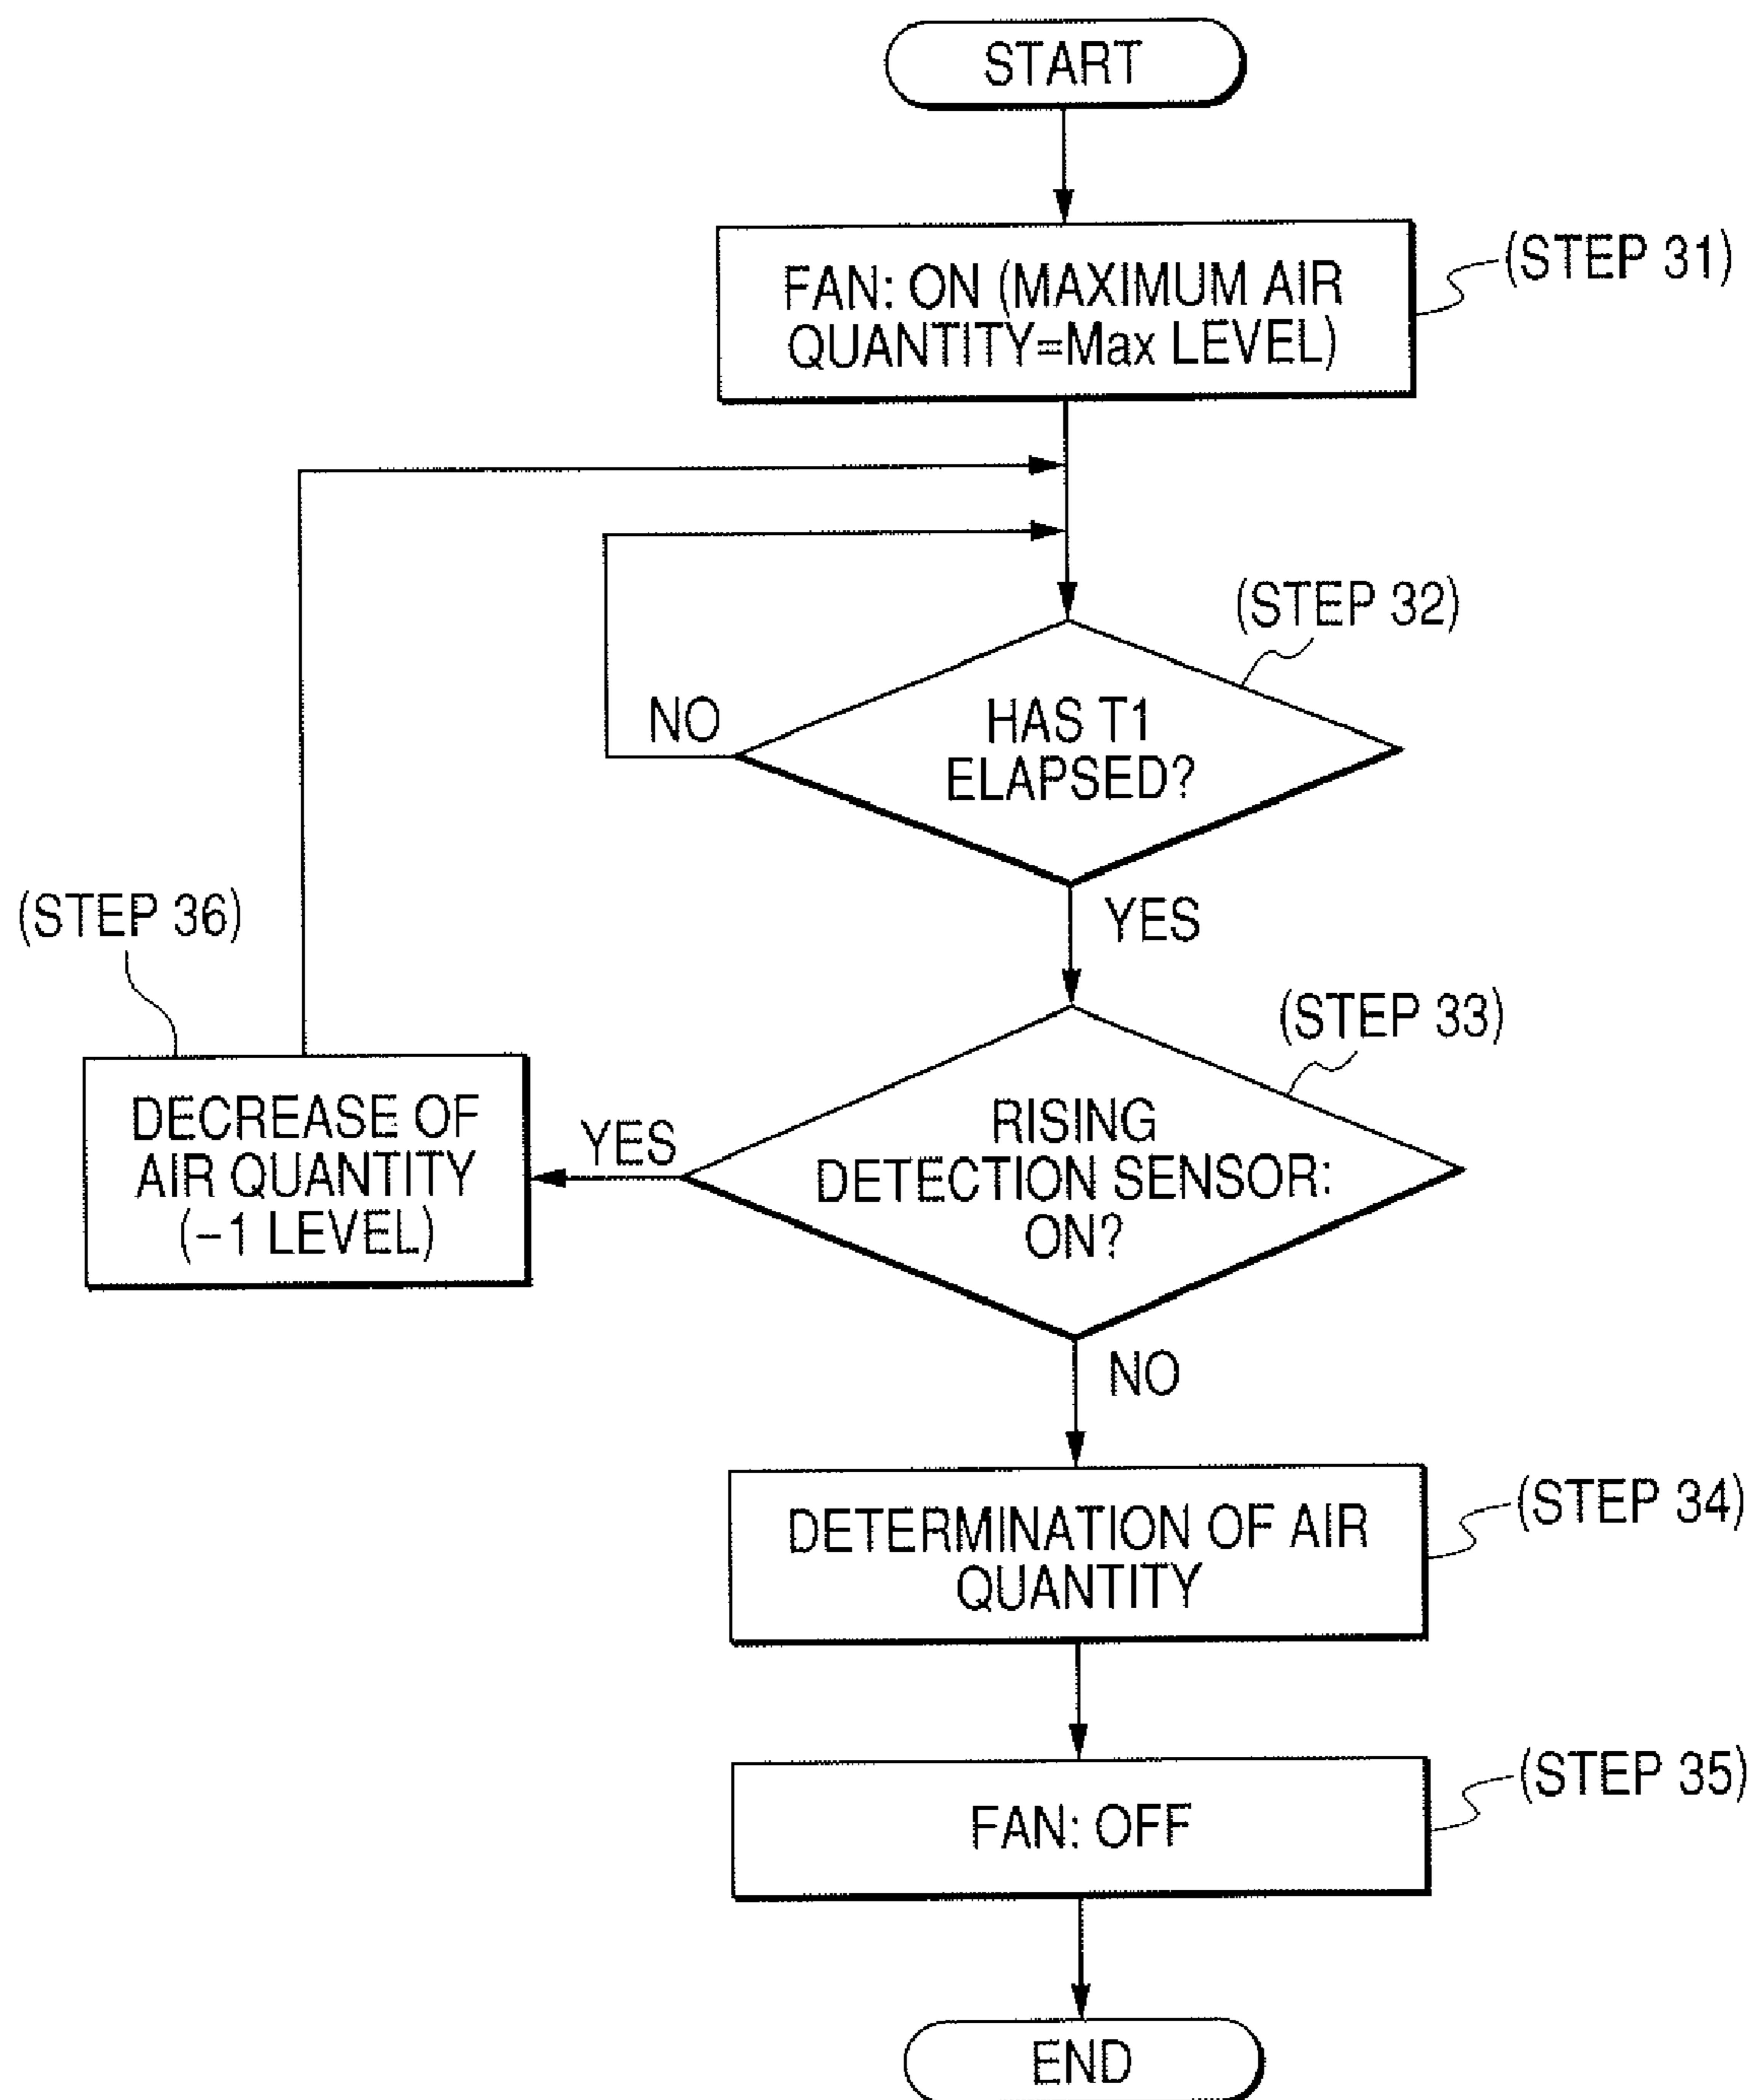 START
FAN: ON (MAXIMUM AIR
QUANTITY=Max LEVEL)
(STEP 31)
(STEP 32)
HAS T1
ELAPSED?
NO
YES
(STEP 36)
DECREASE OF
AIR QUANTITY
(−1 LEVEL)
YES
(STEP 33)
RISING
DETECTION SENSOR:
ON?
NO
DETERMINATION OF AIR
QUANTITY
(STEP 34)
FAN: OFF
(STEP 35)
END